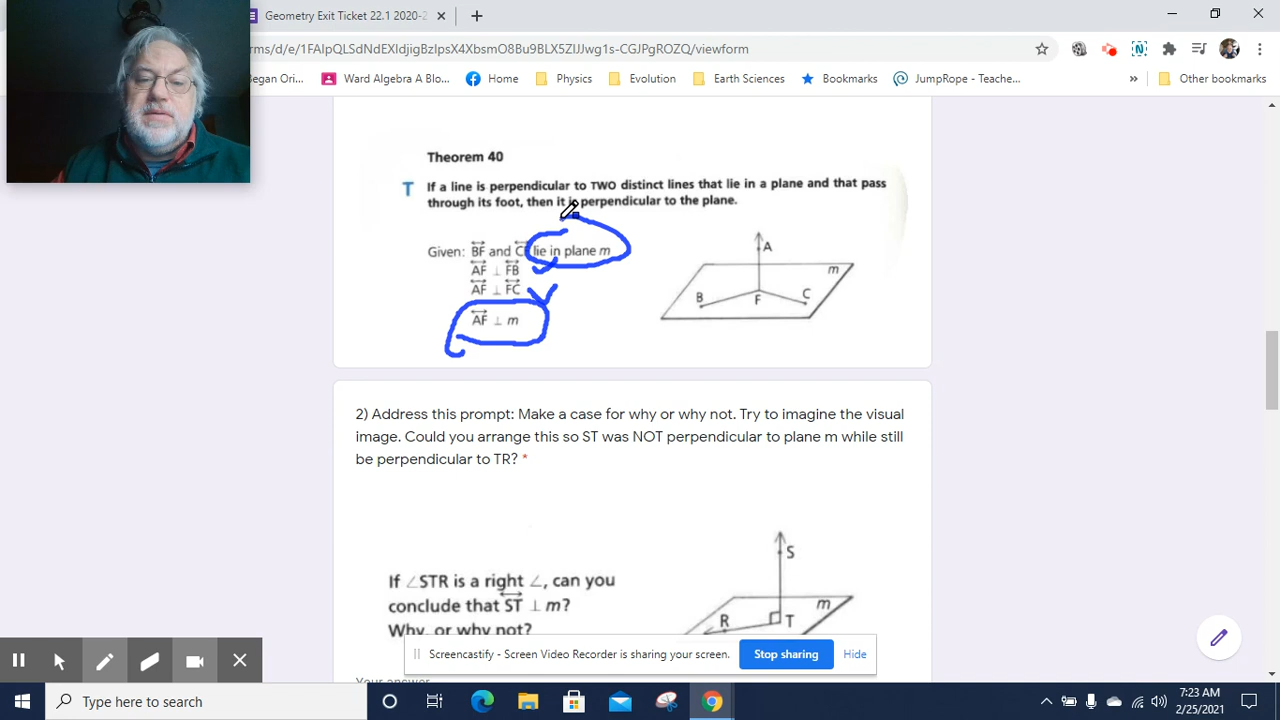 Geometry Exit Ticket 22.1 2020-2
rms/d/e/1FAIpQLSdNdEXIdjigBzIpsX4XbsmO8Bu9BLX5ZIJJwg1s-CGJPgROZQ/viewform
egan Ori...
Ward Algebra A Blo...
Home
Physics
Evolution
Earth Sciences
Bookmarks
JumpRope - Teache...
»
Other bookmarks
Theorem 40
T If a line is perpendicular to TWO distinct lines that lie in a plane and that pass
through its foot, then it is perpendicular to the plane.
Given: BF and CF lie in plane m
AF ⊥ FB
AF ⊥ FC
AF ⊥ m
A
m
B
F
C
2) Address this prompt: Make a case for why or why not. Try to imagine the visual
image. Could you arrange this so ST was NOT perpendicular to plane m while still
be perpendicular to TR? *
If ∠STR is a right ∠, can you
conclude that ST ⊥ m?
Why, or why not?
S
m
R
T
Screencastify - Screen Video Recorder is sharing your screen.
Stop sharing
Hide
Your answer
Type here to search
7:23 AM
2/25/2021